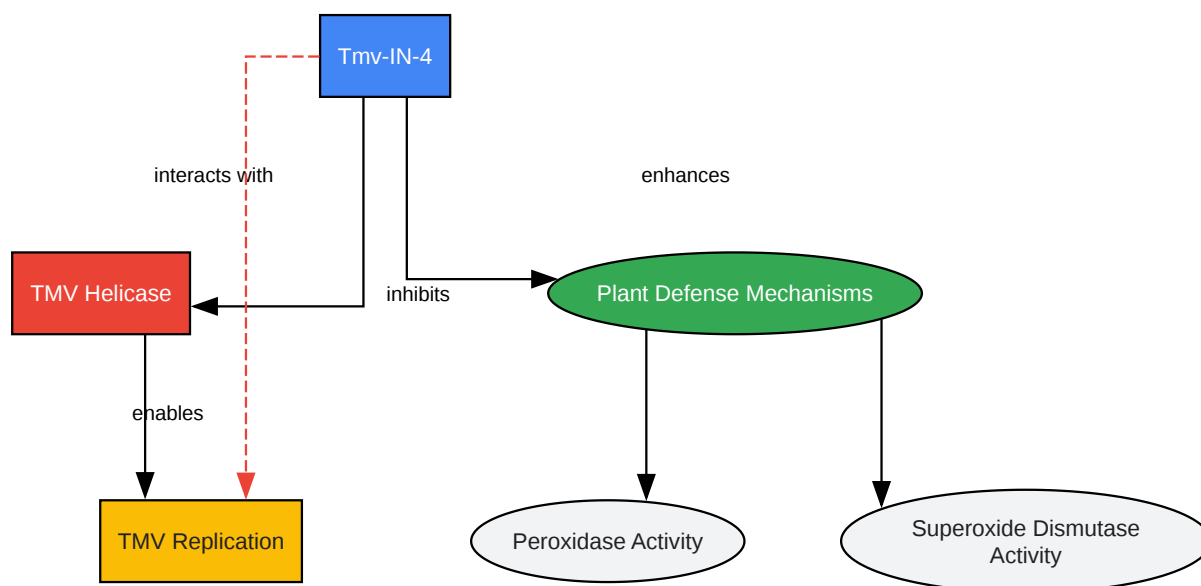 Tmv-IN-4
interacts with
enhances
TMV Helicase
inhibits
Plant Defense Mechanisms
enables
TMV Replication
Peroxidase Activity
Superoxide Dismutase
Activity